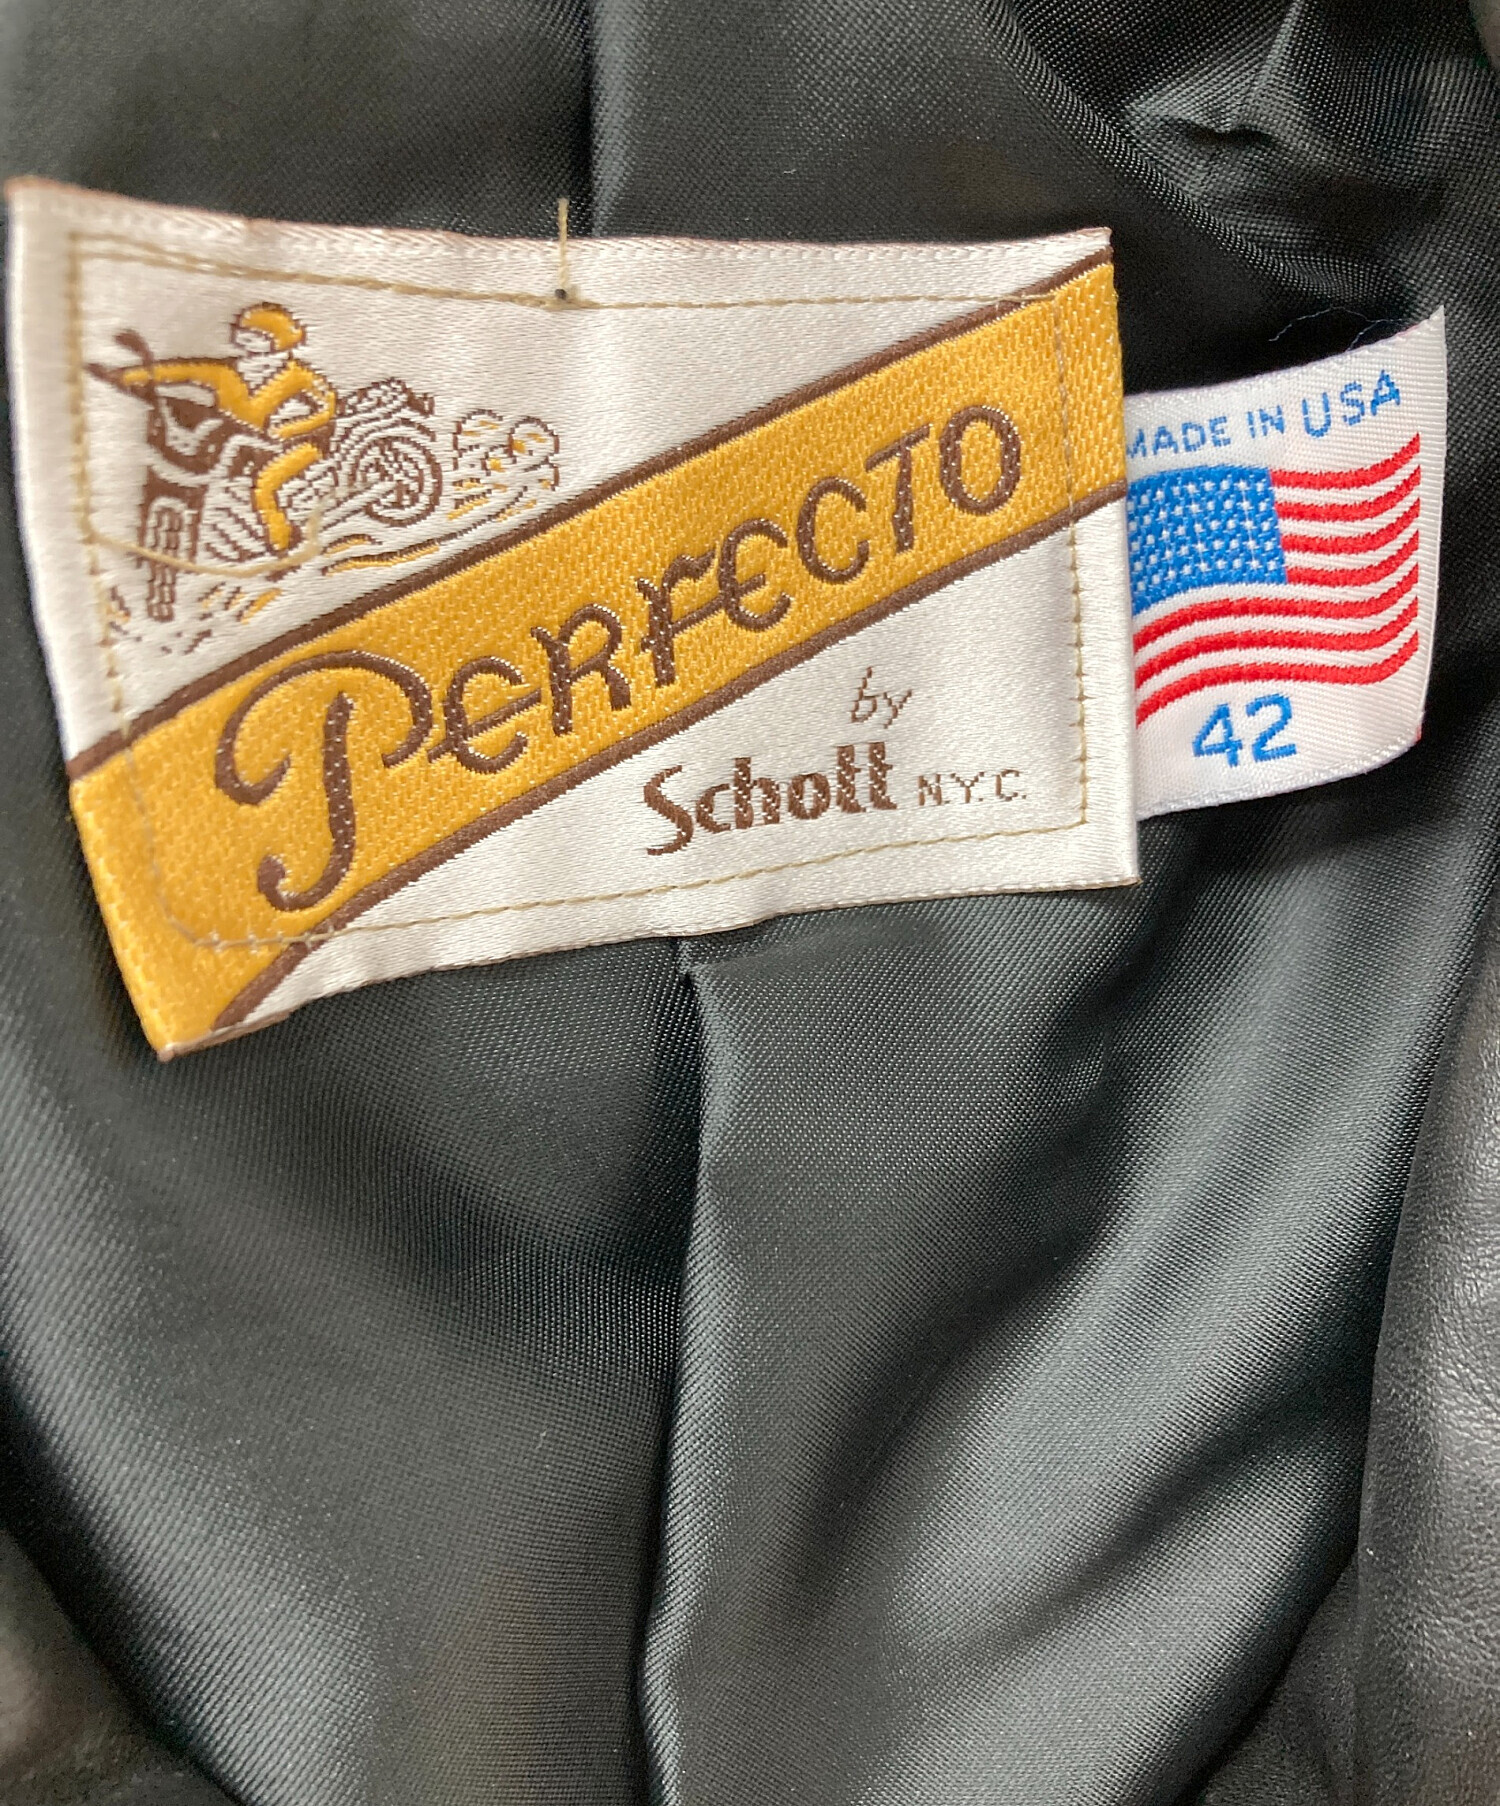 PERFECTO
by
Schott N.Y.C.
MADE IN USA
42